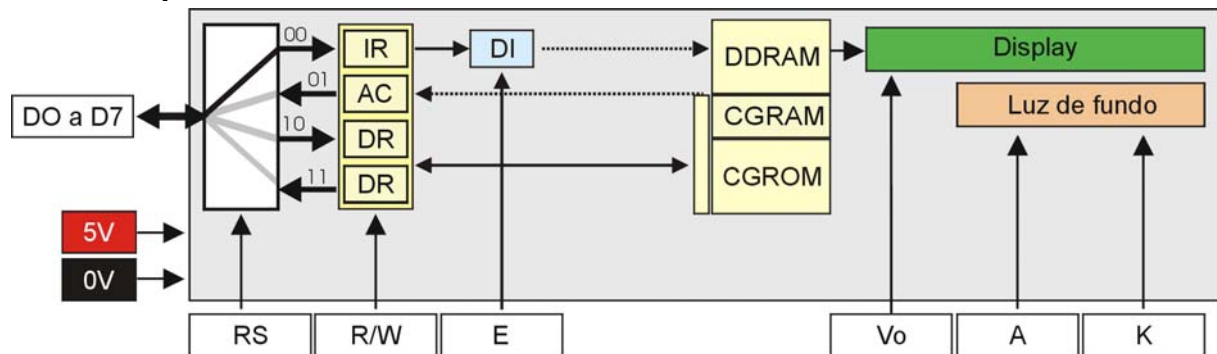 00
IR
DI
DDRAM
Display
01
AC
DO a D7
CGRAM
Luz de fundo
10
DR
CGROM
11
DR
5V
0V
RS
R/W
E
Vo
A
K